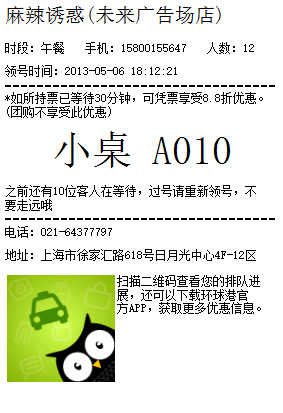 麻辣诱惑(未来广告场店)
时段: 午餐 手机: 15800155647 人数: 12
领号时间: 2013-05-06 18:12:21
*如所持票已等待30分钟，可凭票享受8.8折优惠。
(团购不享受此优惠)
小桌 A010
之前还有10位客人在等待，过号请重新领号，不
要走远哦
电话: 021-64377797
地址: 上海市徐家汇路618号日月光中心4F-12区
扫描二维码查看您的排队进
展，还可以下载环球港官
方APP，获取更多优惠信息。